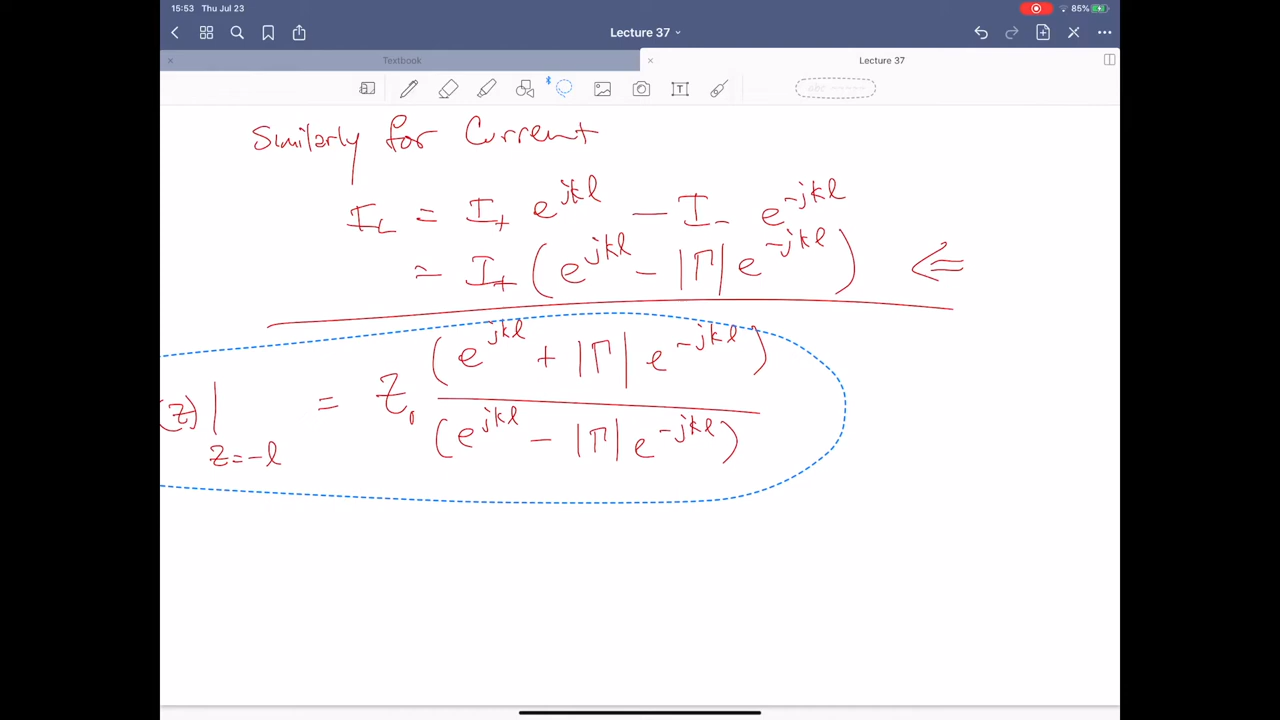 15:53 Thu Jul 23
85%
Lecture 37
Textbook
Lecture 37
Similarly for Current
I_L = I_+ e^{jkl} - I_- e^{-jkl}
= I_+ (e^{jkl} - |Γ| e^{-jkl}) ⇐
(z)|_{z=-l} = Z_0 (e^{jkl} + |Γ| e^{-jkl}) / (e^{jkl} - |Γ| e^{-jkl})